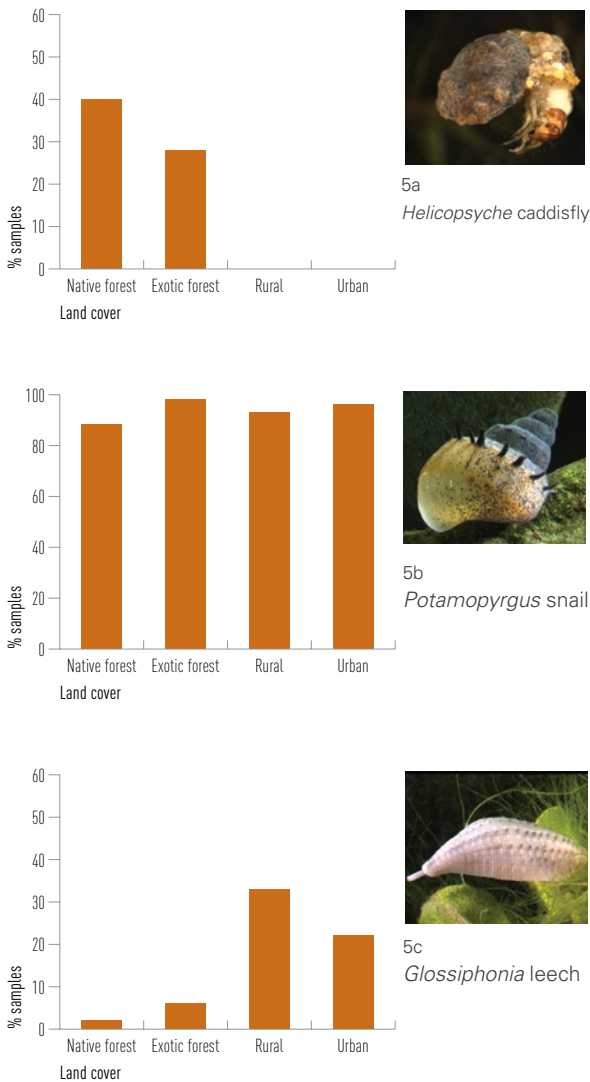 60
50
40
30
20
10
0
% samples
Native forest Exotic forest Rural Urban
Land cover
5a
Helicopsyche caddisfly
100
80
60
40
20
0
% samples
Native forest Exotic forest Rural Urban
Land cover
5b
Potamopyrgus snail
60
50
40
30
20
10
0
% samples
Native forest Exotic forest Rural Urban
Land cover
5c
Glossiphonia leech